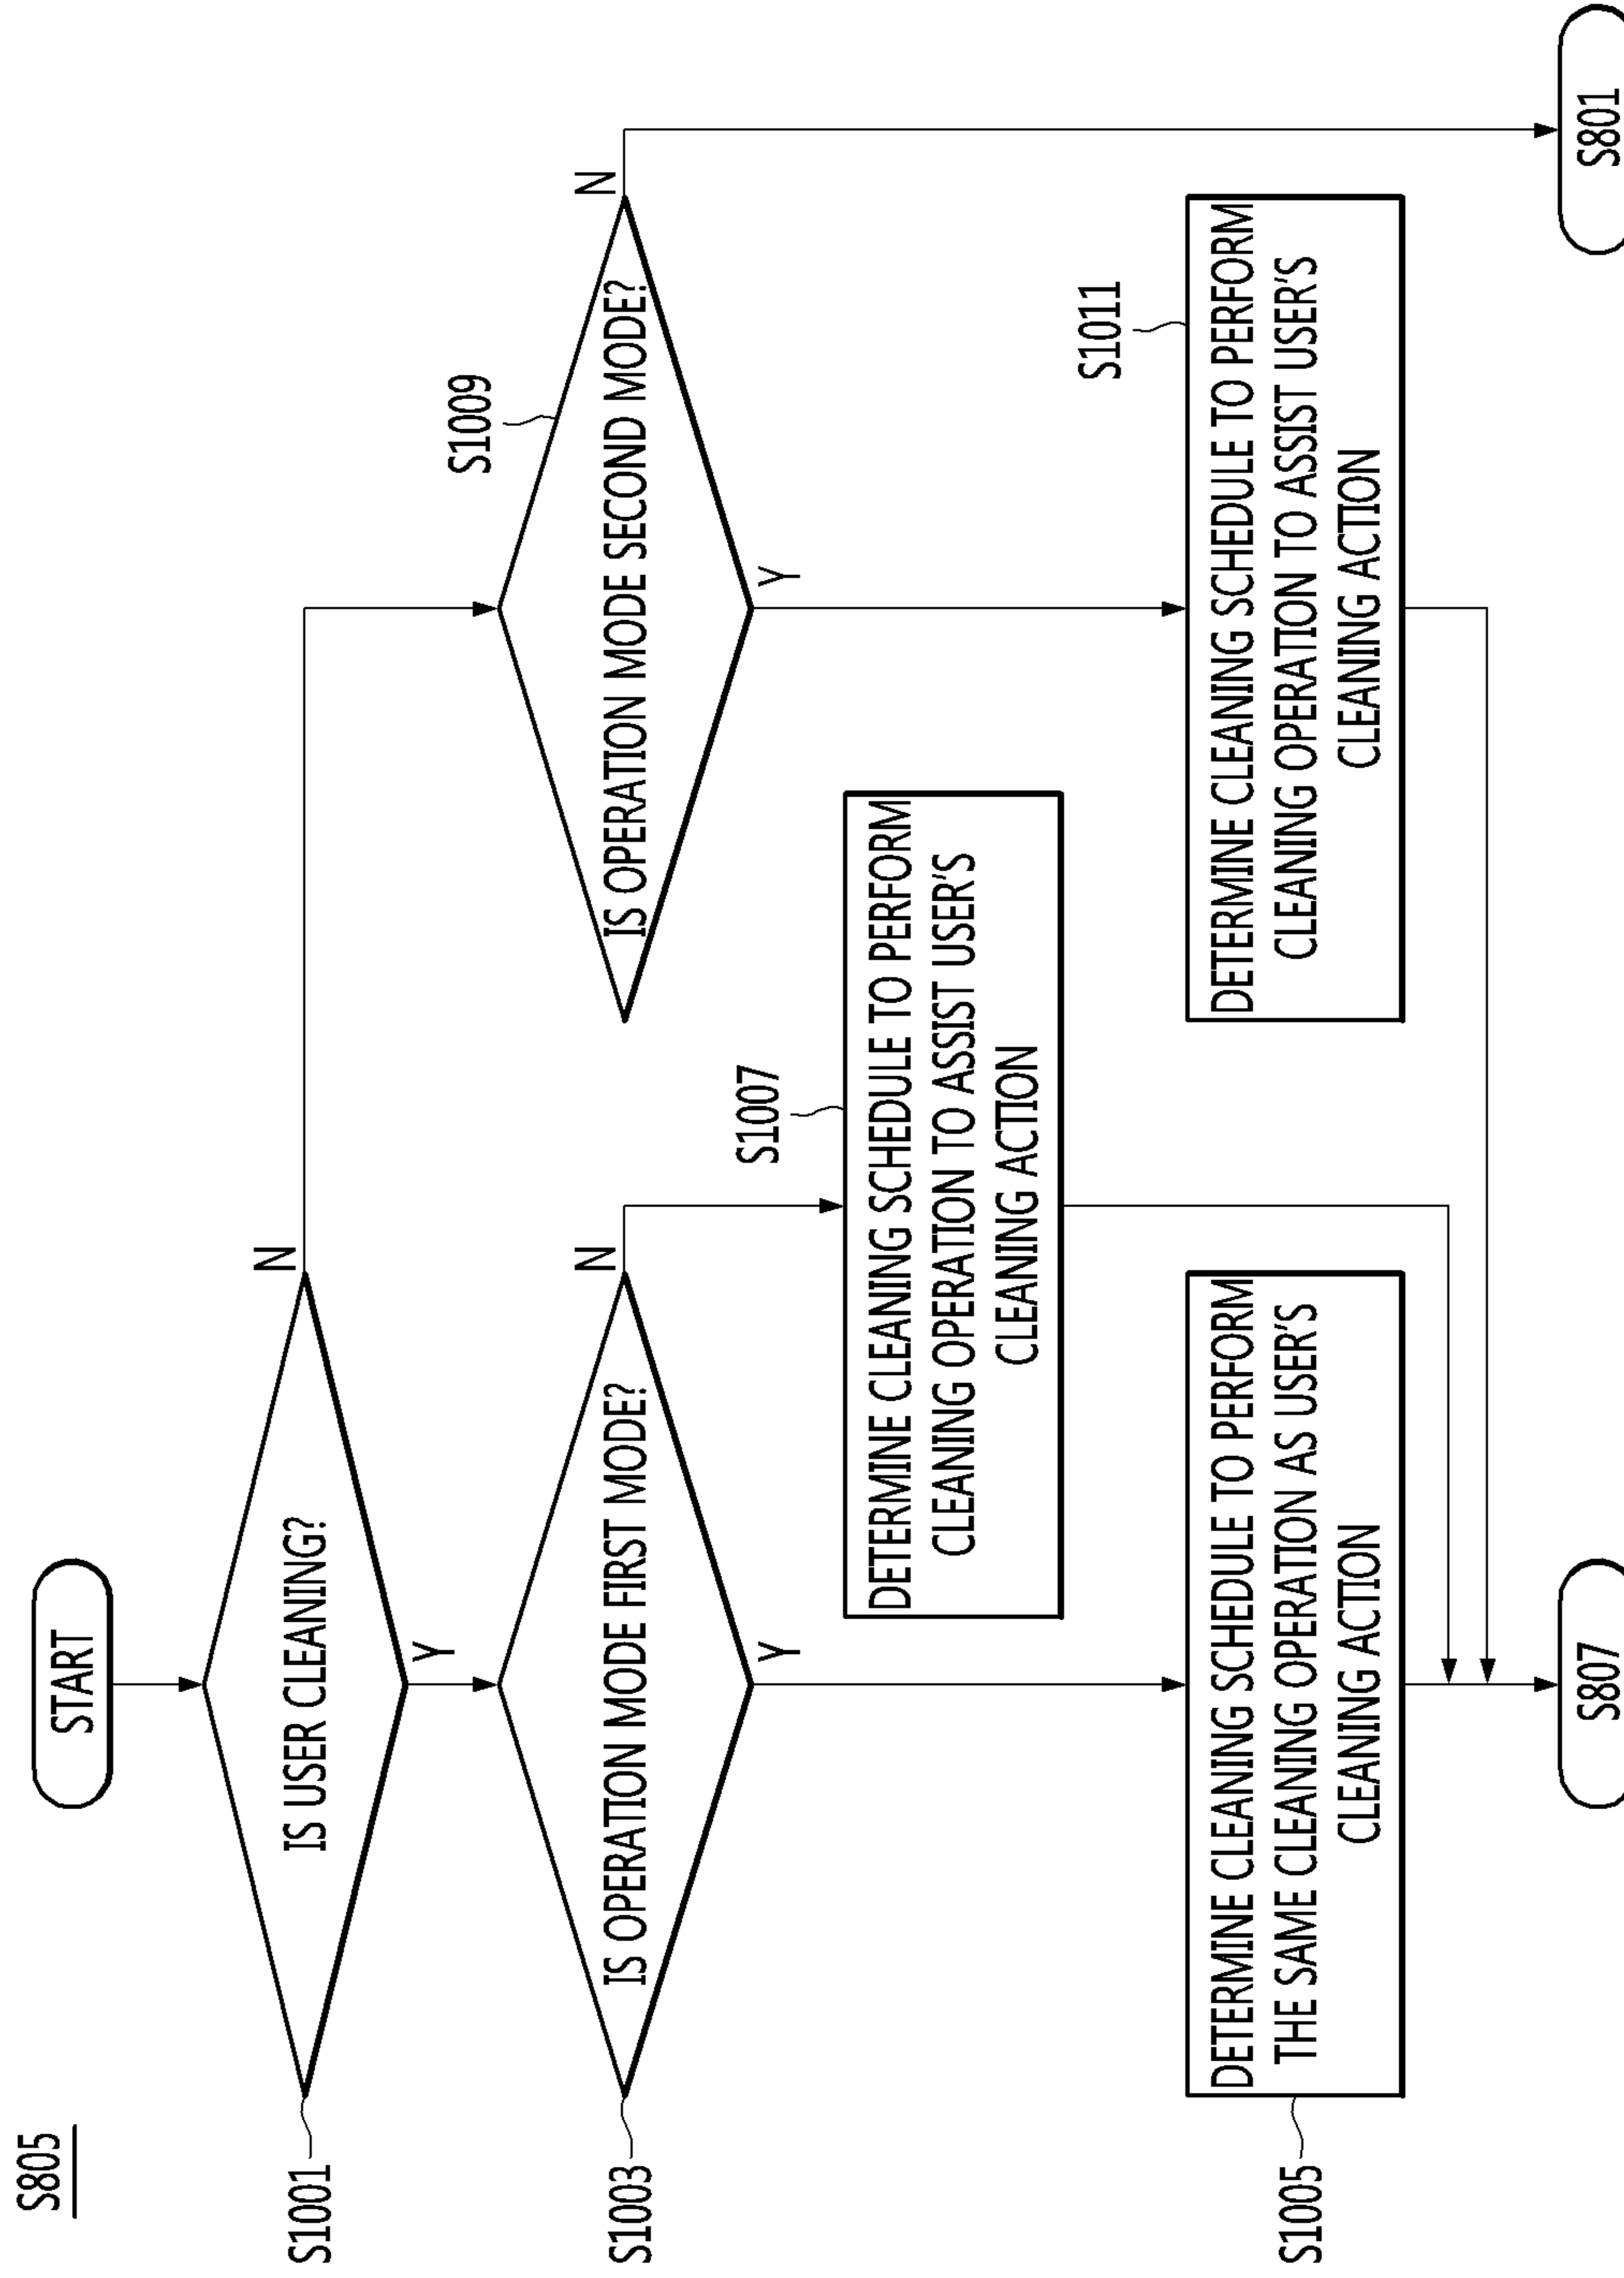 S805
START
S1001
IS USER CLEANING?
N
Y
S1003
IS OPERATION MODE FIRST MODE?
N
Y
S1009
IS OPERATION MODE SECOND MODE?
N
Y
S1007
DETERMINE CLEANING SCHEDULE TO PERFORM
CLEANING OPERATION TO ASSIST USER'S
CLEANING ACTION
S1005
DETERMINE CLEANING SCHEDULE TO PERFORM
THE SAME CLEANING OPERATION AS USER'S
CLEANING ACTION
S1011
DETERMINE CLEANING SCHEDULE TO PERFORM
CLEANING OPERATION TO ASSIST USER'S
CLEANING ACTION
S807
S801